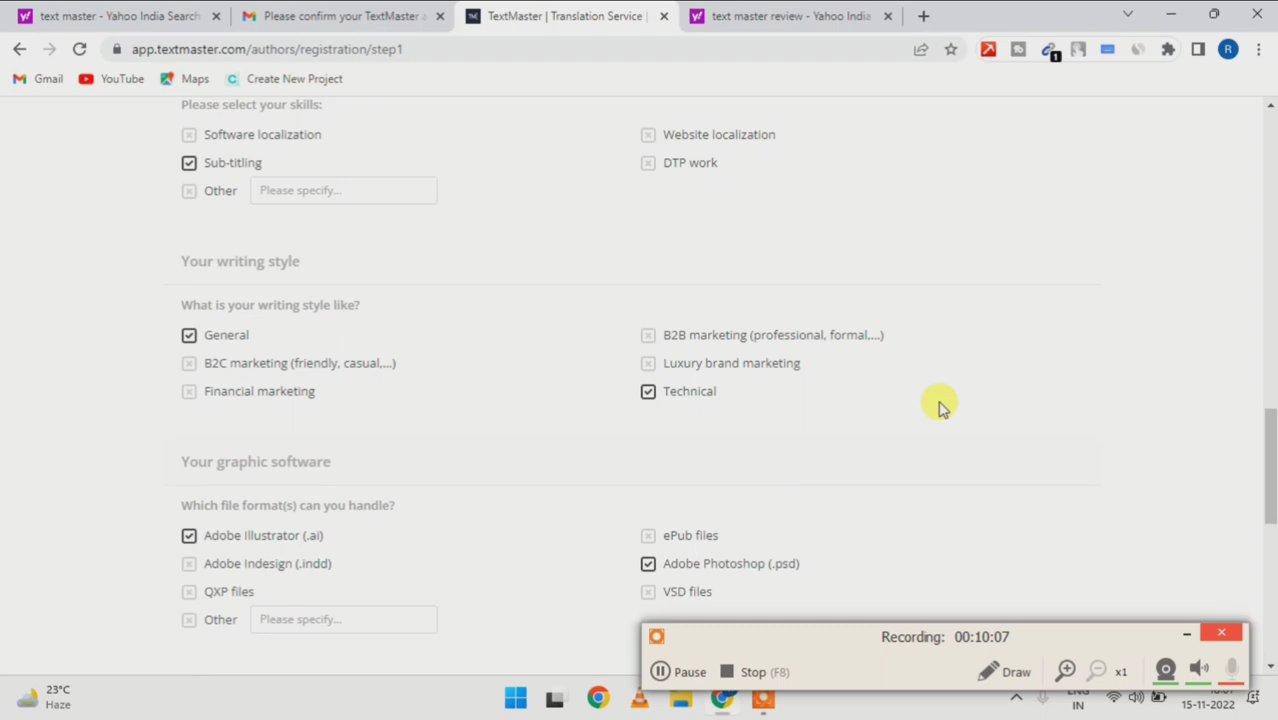 text master - Yahoo India Search
Please confirm your TextMaster a
TextMaster | Translation Service |
text master review - Yahoo India
app.textmaster.com/authors/registration/step1
1
R
Gmail
YouTube
Maps
Create New Project
Please select your skills:
Software localization
Website localization
Sub-titling
DTP work
Other
Please specify...
Your writing style
What is your writing style like?
General
B2B marketing (professional, formal,...)
B2C marketing (friendly, casual,...)
Luxury brand marketing
Financial marketing
Technical
Your graphic software
Which file format(s) can you handle?
Adobe Illustrator (.ai)
ePub files
Adobe Indesign (.indd)
Adobe Photoshop (.psd)
QXP files
VSD files
Other
Please specify...
Recording: 00:10:07
Pause
Stop (F8)
Draw
x1
23°C
Haze
ENG
IN
15-11-2022